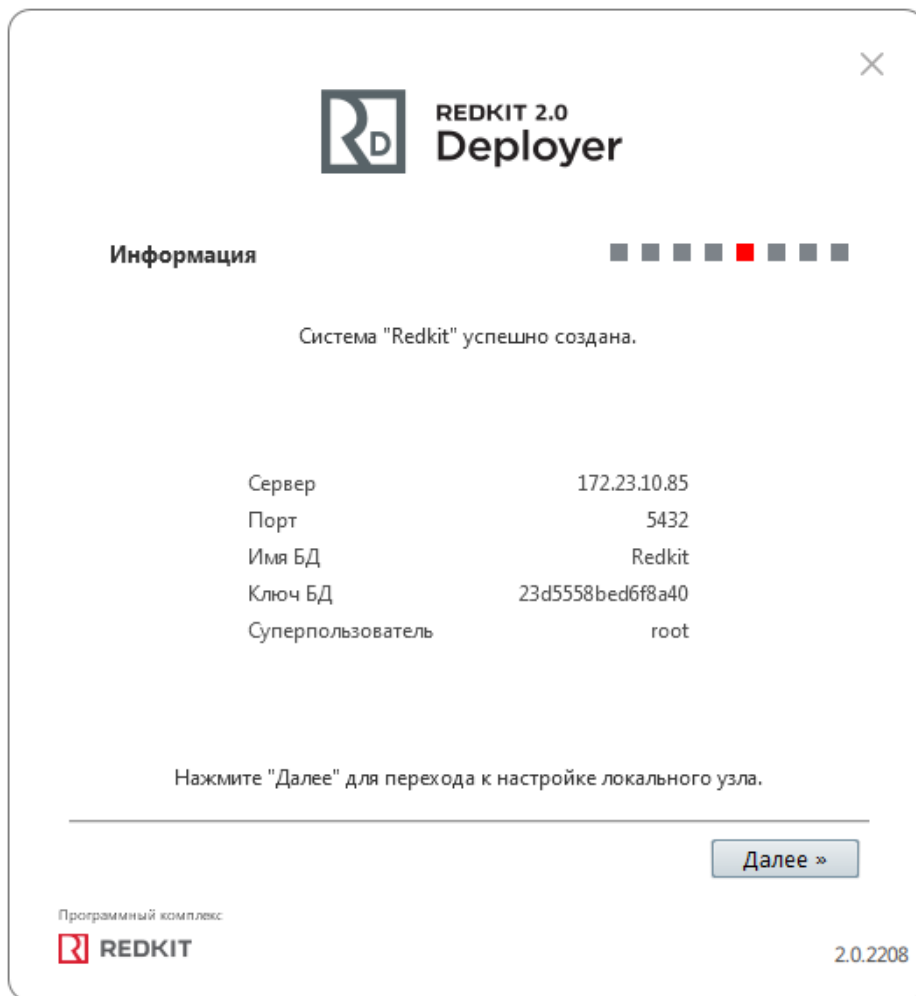 REDKIT 2.0
Deployer
Информация
Система "Redkit" успешно создана.
Сервер 172.23.10.85
Порт 5432
Имя БД Redkit
Ключ БД 23d5558bed6f8a40
Суперпользователь root
Нажмите "Далее" для перехода к настройке локального узла.
Далее »
Программный комплекс
REDKIT
2.0.2208